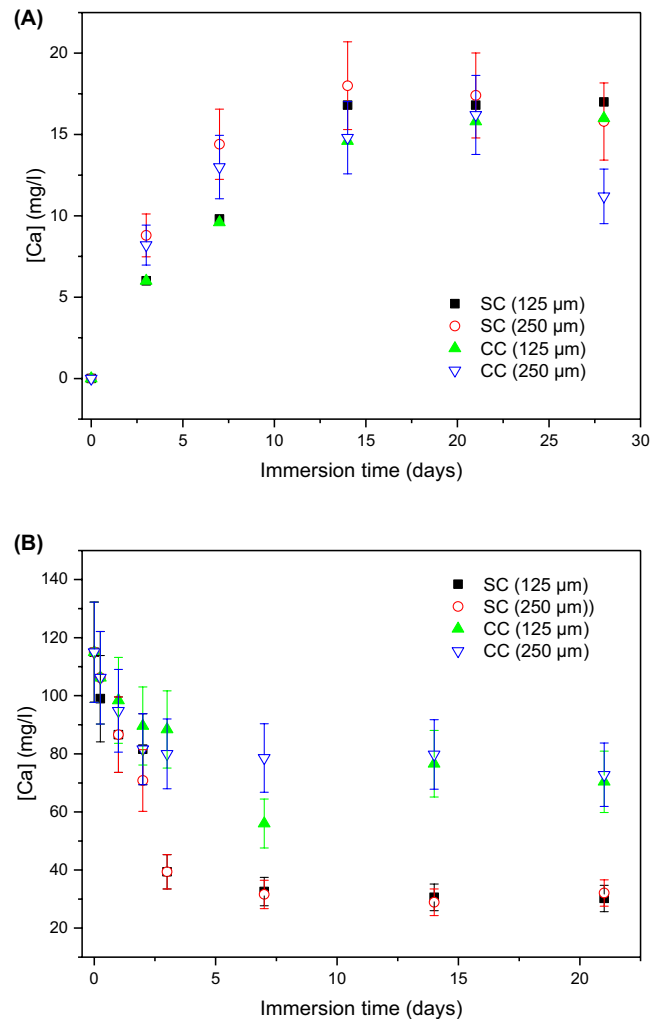 (A)
20
15
10
5
0
[Ca] (mg/l)
SC (125 µm)
SC (250 µm)
CC (125 µm)
CC (250 µm)
0 5 10 15 20 25 30
Immersion time (days)
(B)
140
120
100
80
60
40
20
[Ca] (mg/l)
SC (125 µm)
SC (250 µm))
CC (125 µm)
CC (250 µm)
0 5 10 15 20
Immersion time (days)